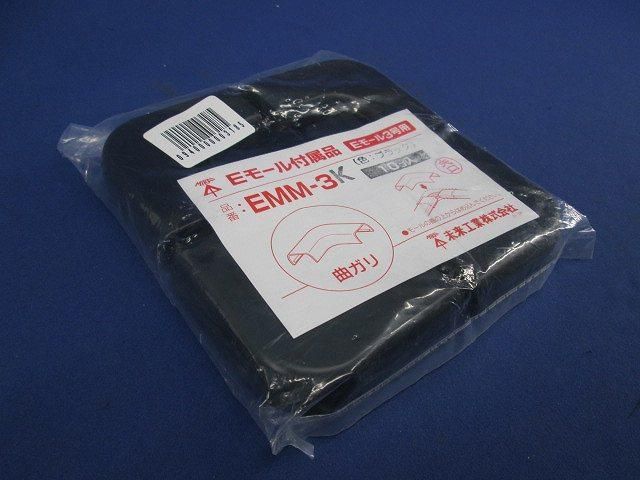 0340500003185
Eモール付属品 Eモール3号用
品番: EMM-3K (色:ブラック)
10コ入
曲ガリ
未来工業株式会社